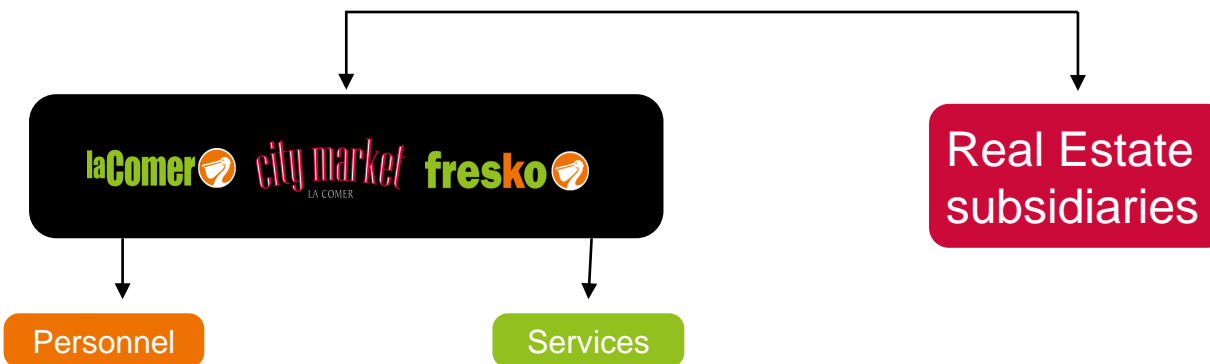 laComer city market fresko
LA COMER
Real Estate
subsidiaries
Personnel
Services